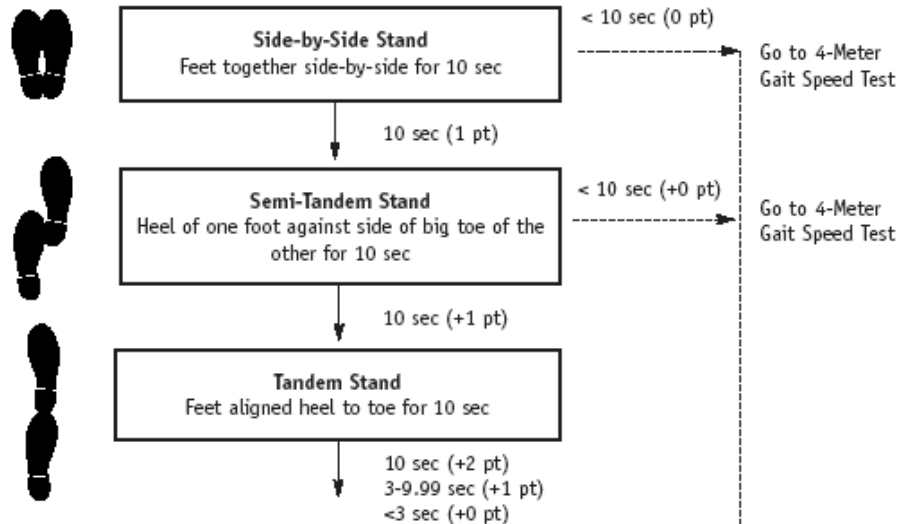 < 10 sec (0 pt)
Side-by-Side Stand
Feet together side-by-side for 10 sec
Go to 4-Meter
Gait Speed Test
10 sec (1 pt)
< 10 sec (+0 pt)
Semi-Tandem Stand
Heel of one foot against side of big toe of the
other for 10 sec
Go to 4-Meter
Gait Speed Test
10 sec (+1 pt)
Tandem Stand
Feet aligned heel to toe for 10 sec
10 sec (+2 pt)
3-9.99 sec (+1 pt)
<3 sec (+0 pt)